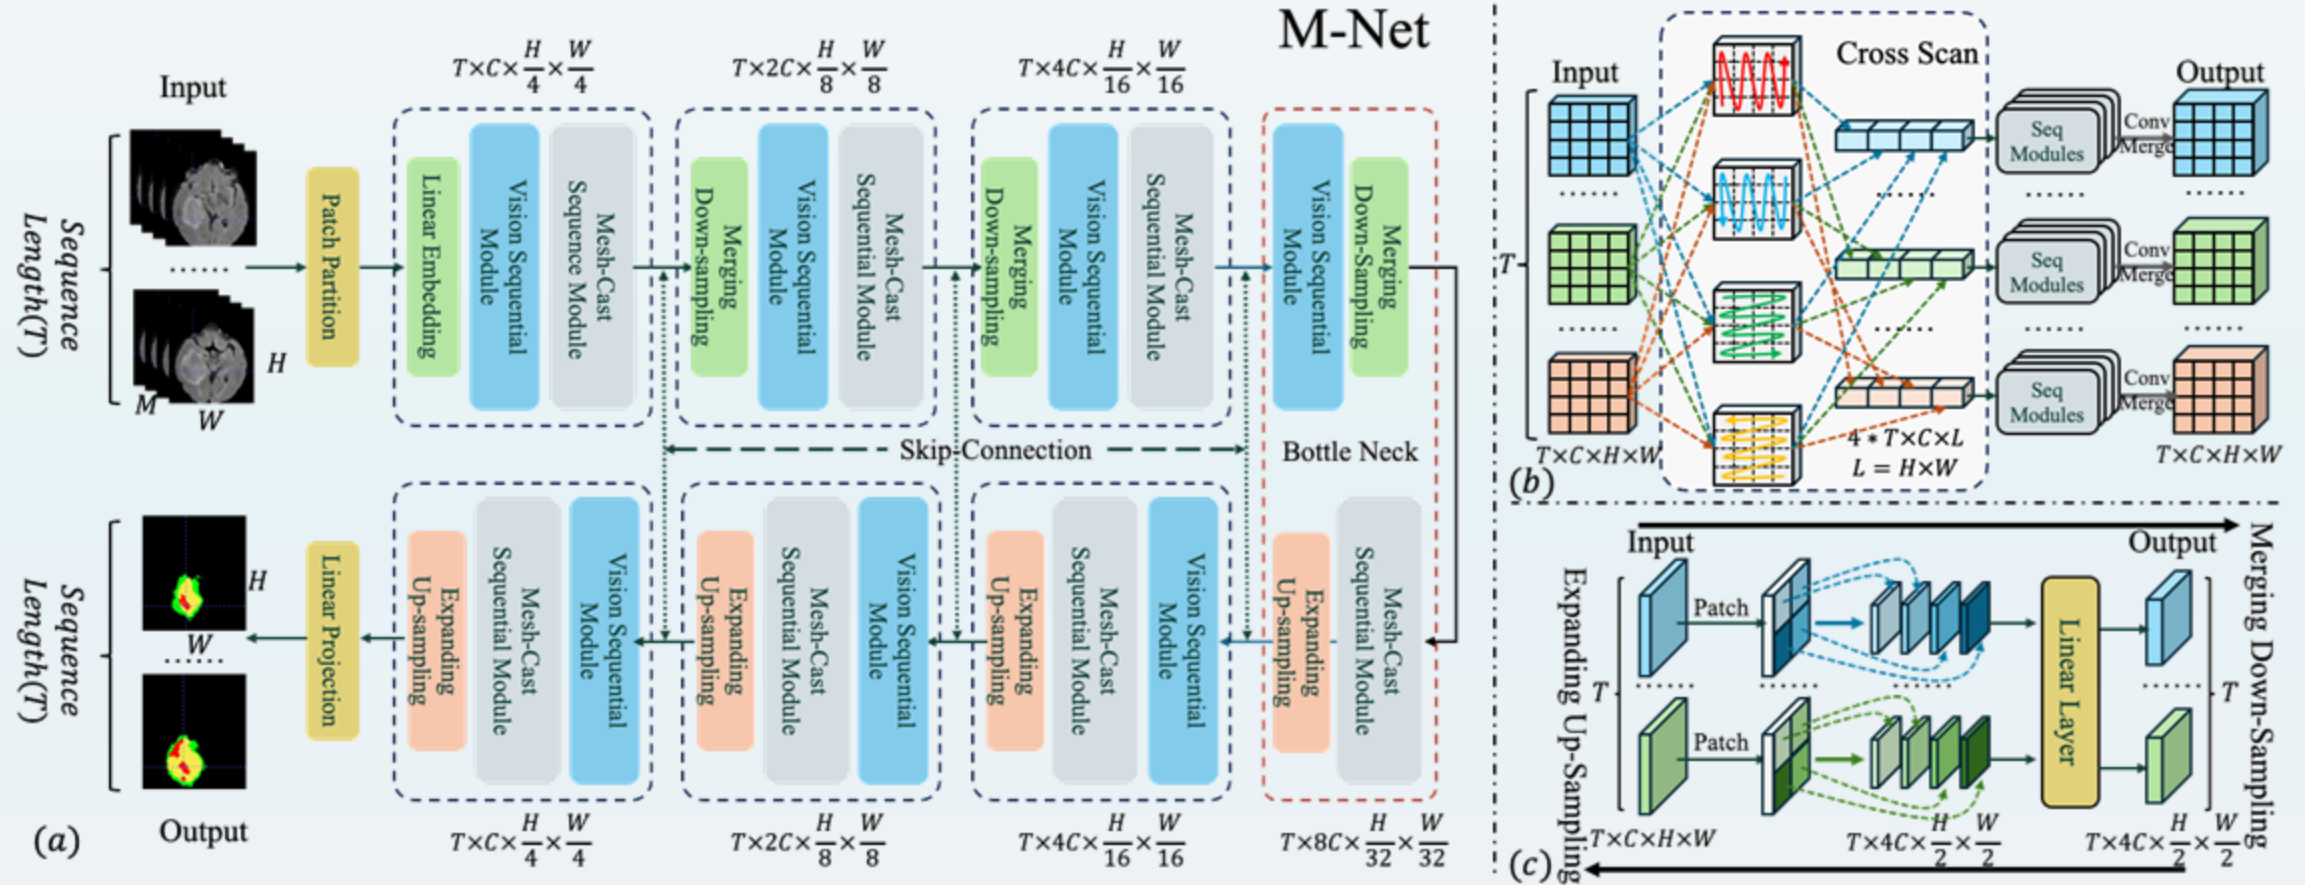 M-Net
T×C×H/4×W/4
T×2C×H/8×W/8
T×4C×H/16×W/16
Input
Sequence
Length(T)
......
M
W
H
Patch Partition
Linear Embedding
Vision Sequential
Module
Mesh-Cast
Sequence Module
Merging
Down-sampling
Vision Sequential
Module
Mesh-Cast
Sequential Module
Merging
Down-sampling
Vision Sequential
Module
Mesh-Cast
Sequential Module
Vision Sequential
Module
Merging
Down-Sampling
Skip-Connection
Bottle Neck
Sequence
Length(T)
H
W
......
Output
Linear Projection
Expanding
Up-sampling
Mesh-Cast
Sequential Module
Vision Sequential
Module
Expanding
Up-sampling
Mesh-Cast
Sequential Module
Vision Sequential
Module
Expanding
Up-sampling
Mesh-Cast
Sequential Module
Vision Sequential
Module
Expanding
Up-sampling
Mesh-Cast
Sequential Module
(a)
T×C×H/4×W/4
T×2C×H/8×W/8
T×4C×H/16×W/16
T×8C×H/32×W/32
Input
Cross Scan
Output
T
Seq
Modules
Conv
Merge
......
......
......
......
Seq
Modules
Conv
Merge
......
......
......
......
Seq
Modules
Conv
Merge
T×C×H×W
4*T×C×L
L = H×W
T×C×H×W
(b)
Input
Output
Merging Down-Sampling
Expanding Up-Sampling
T
Patch
......
......
......
......
Patch
Linear Layer
T
T×C×H×W
T×4C×H/2×W/2
T×4C×H/2×W/2
(c)